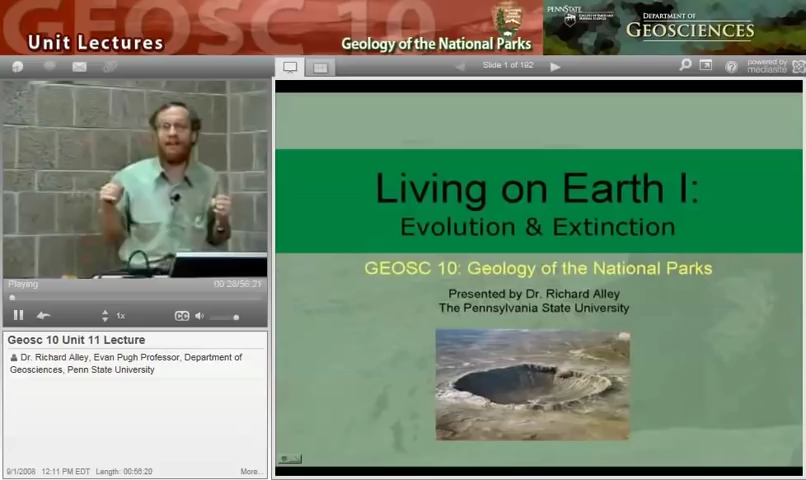 GEOSC 10
Unit Lectures
Geology of the National Parks
PENNSTATE
DEPARTMENT OF
GEOSCIENCES
Slide 1 of 192
powered by
mediasite
Playing
00:28/56:21
1x
CC
Geosc 10 Unit 11 Lecture
Dr. Richard Alley, Evan Pugh Professor, Department of
Geosciences, Penn State University
9/1/2008 12:11 PM EDT Length: 00:56:20
More...
Living on Earth I:
Evolution & Extinction
GEOSC 10: Geology of the National Parks
Presented by Dr. Richard Alley
The Pennsylvania State University